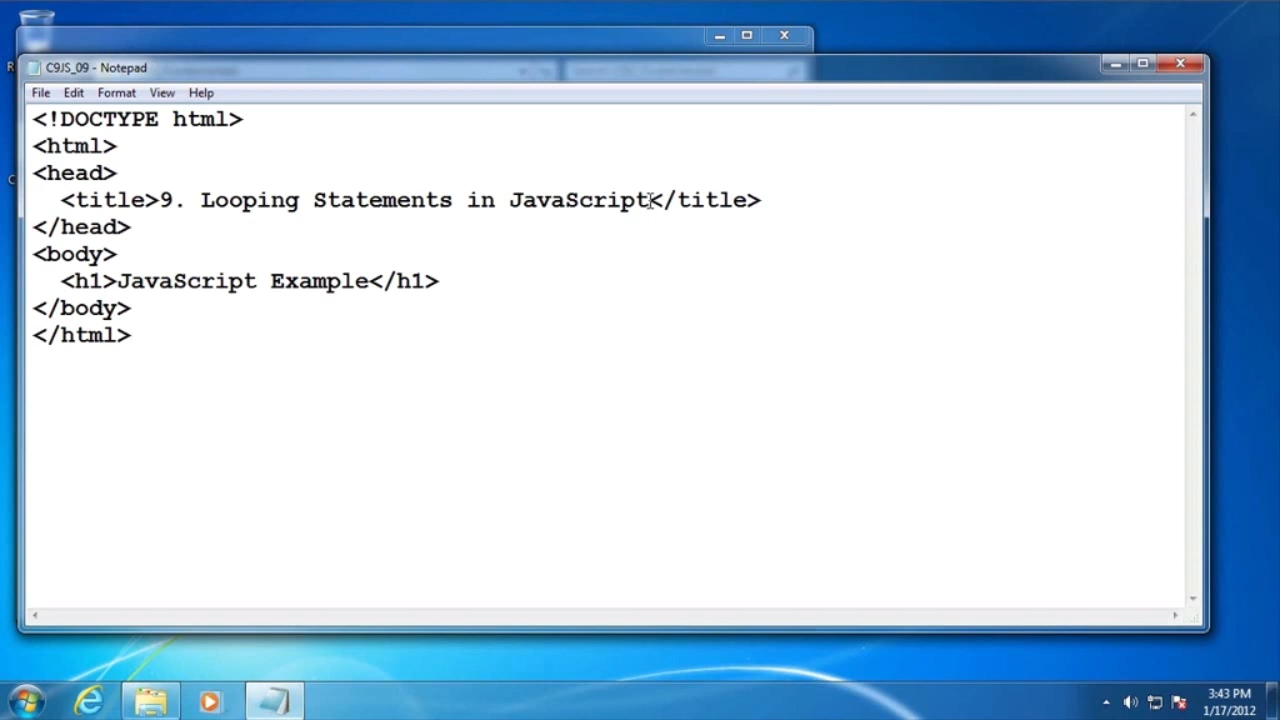 C9JS_09 - Notepad
File Edit Format View Help
<!DOCTYPE html>
<html>
<head>
  <title>9. Looping Statements in JavaScript</title>
</head>
<body>
  <h1>JavaScript Example</h1>
</body>
</html>
3:43 PM
1/17/2012